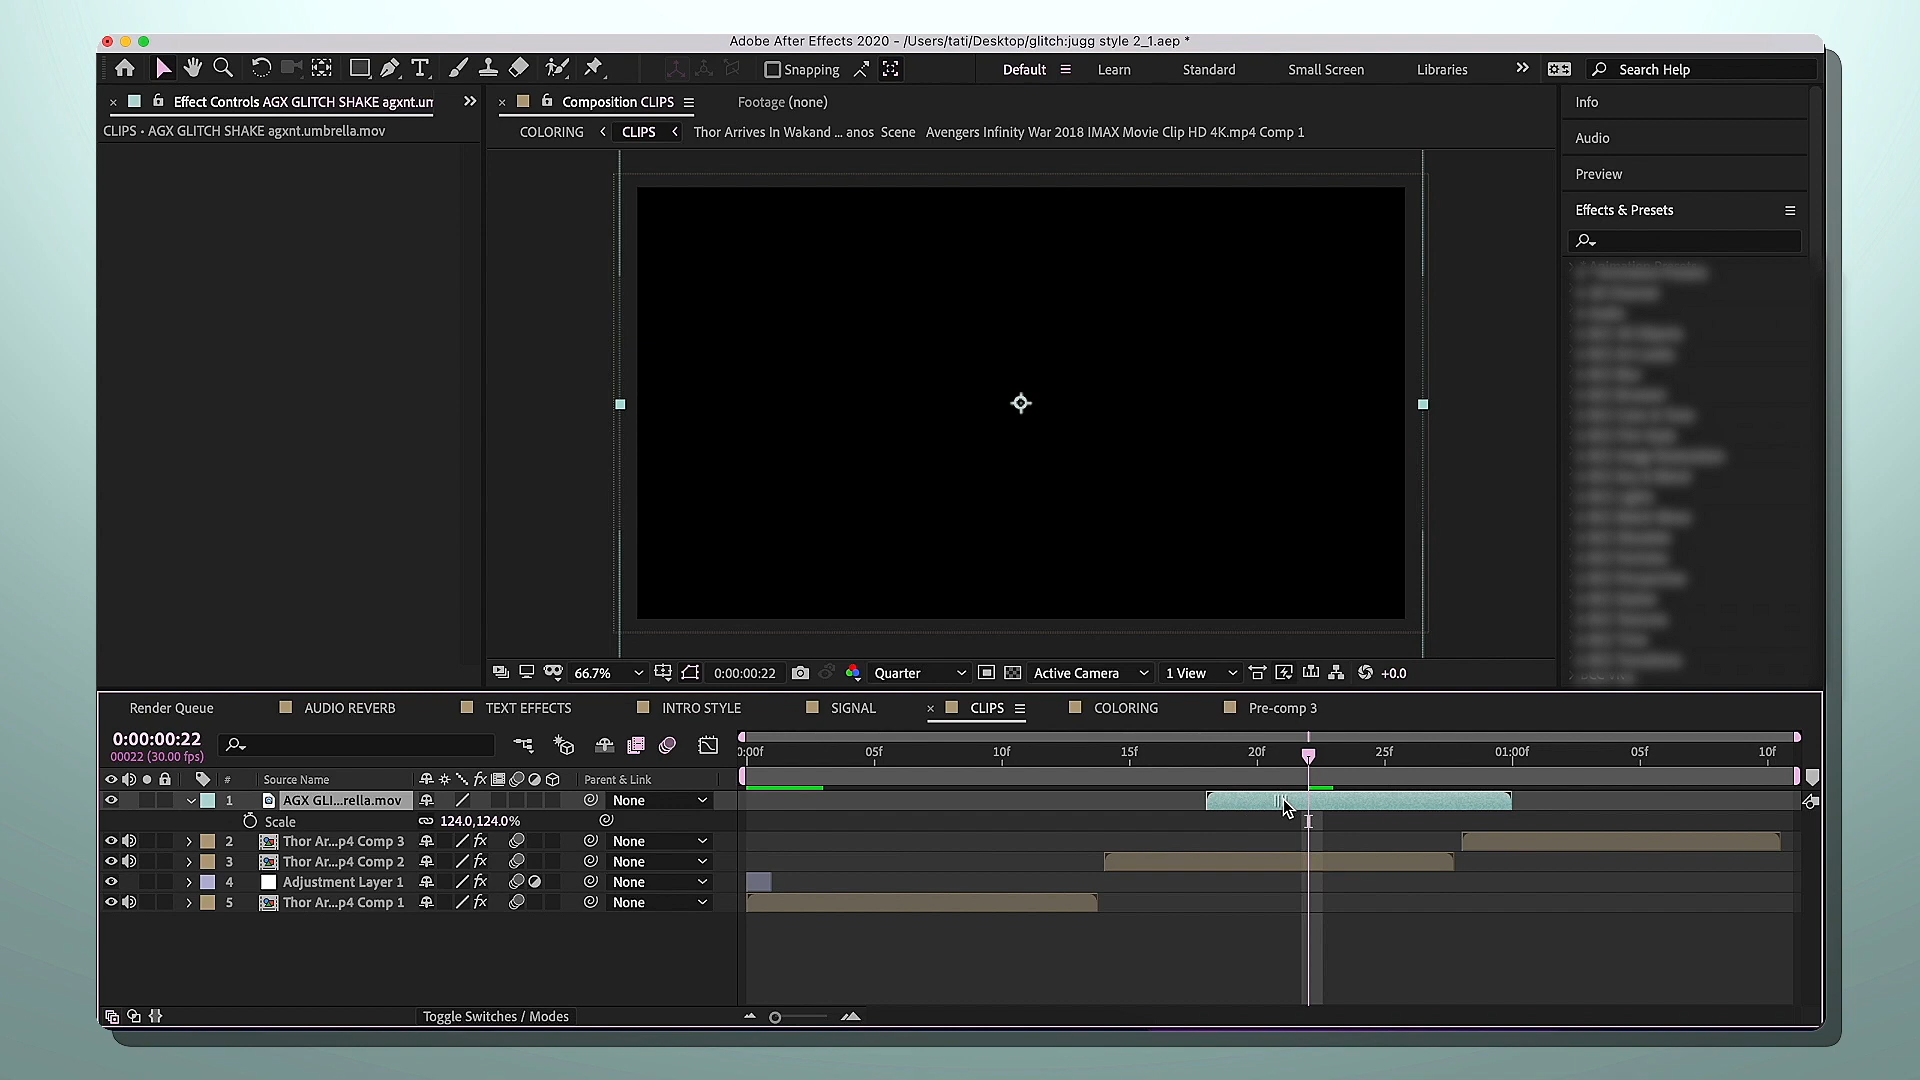 Adobe After Effects 2020 - /Users/tati/Desktop/glitch:jugg style 2_1.aep *
Snapping
Default
Learn
Standard
Small Screen
Libraries
Search Help
Effect Controls AGX GLITCH SHAKE agxnt.um
Composition CLIPS
Footage (none)
Info
CLIPS • AGX GLITCH SHAKE agxnt.umbrella.mov
COLORING
CLIPS
Thor Arrives In Wakand ... anos Scene Avengers Infinity War 2018 IMAX Movie Clip HD 4K.mp4 Comp 1
Audio
Preview
Effects & Presets
66.7%
0:00:00:22
Quarter
Active Camera
1 View
+0.0
Render Queue
AUDIO REVERB
TEXT EFFECTS
INTRO STYLE
SIGNAL
CLIPS
COLORING
Pre-comp 3
0:00:00:22
00022 (30.00 fps)
0:00f 05f 10f 15f 20f 25f 01:00f 05f 10f
# Source Name fx Parent & Link
1 AGX GLI...rella.mov None
Scale 124.0,124.0%
2 Thor Ar...p4 Comp 3 fx None
3 Thor Ar...p4 Comp 2 fx None
4 Adjustment Layer 1 fx None
5 Thor Ar...p4 Comp 1 fx None
Toggle Switches / Modes